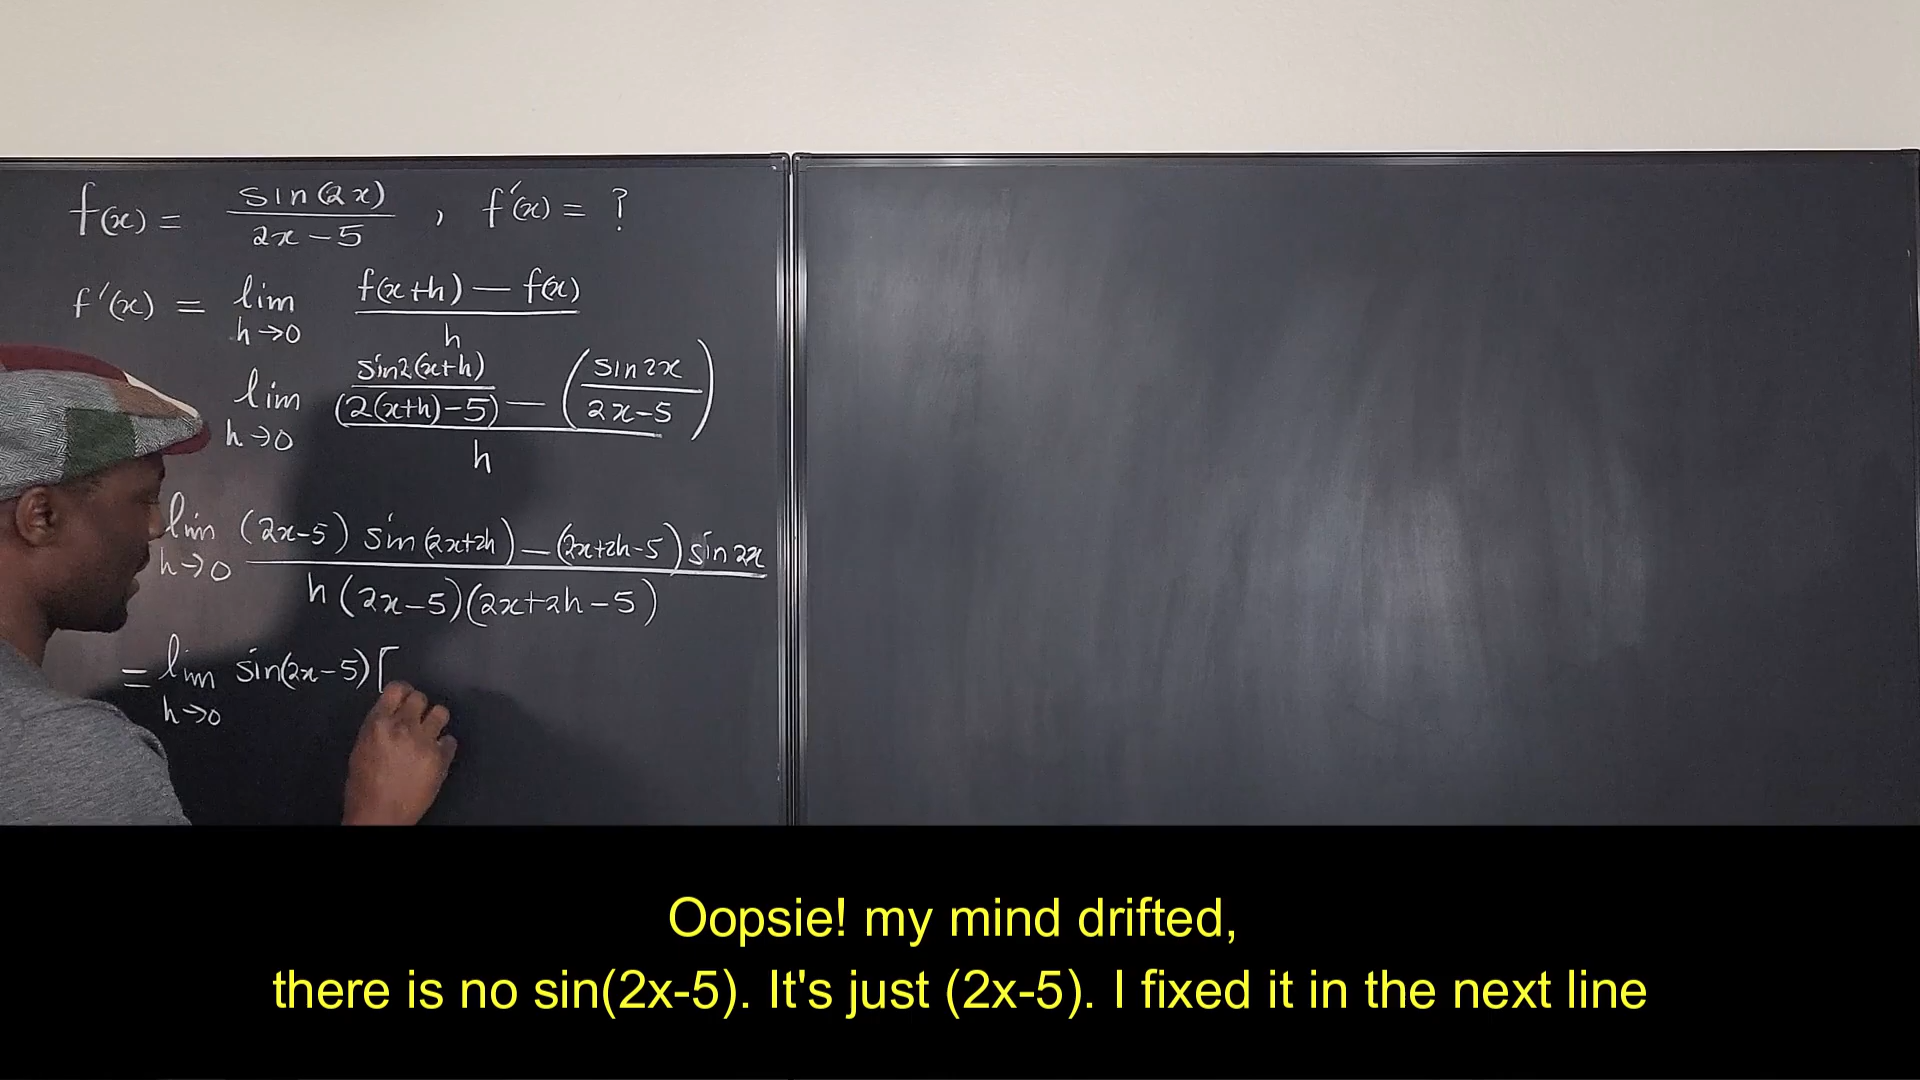 f(x) = sin(2x) / 2x-5 , f'(x) = ?
f'(x) = lim h→0 f(x+h) — f(x) / h
lim h→0 sin2(x+h) / (2(x+h)-5) — (sin2x / 2x-5) / h
lim h→0 (2x-5) sin(2x+2h) — (2x+2h-5) sin2x / h(2x-5)(2x+2h-5)
= lim h→0 sin(2x-5)[
Oopsie! my mind drifted,
there is no sin(2x-5). It's just (2x-5). I fixed it in the next line